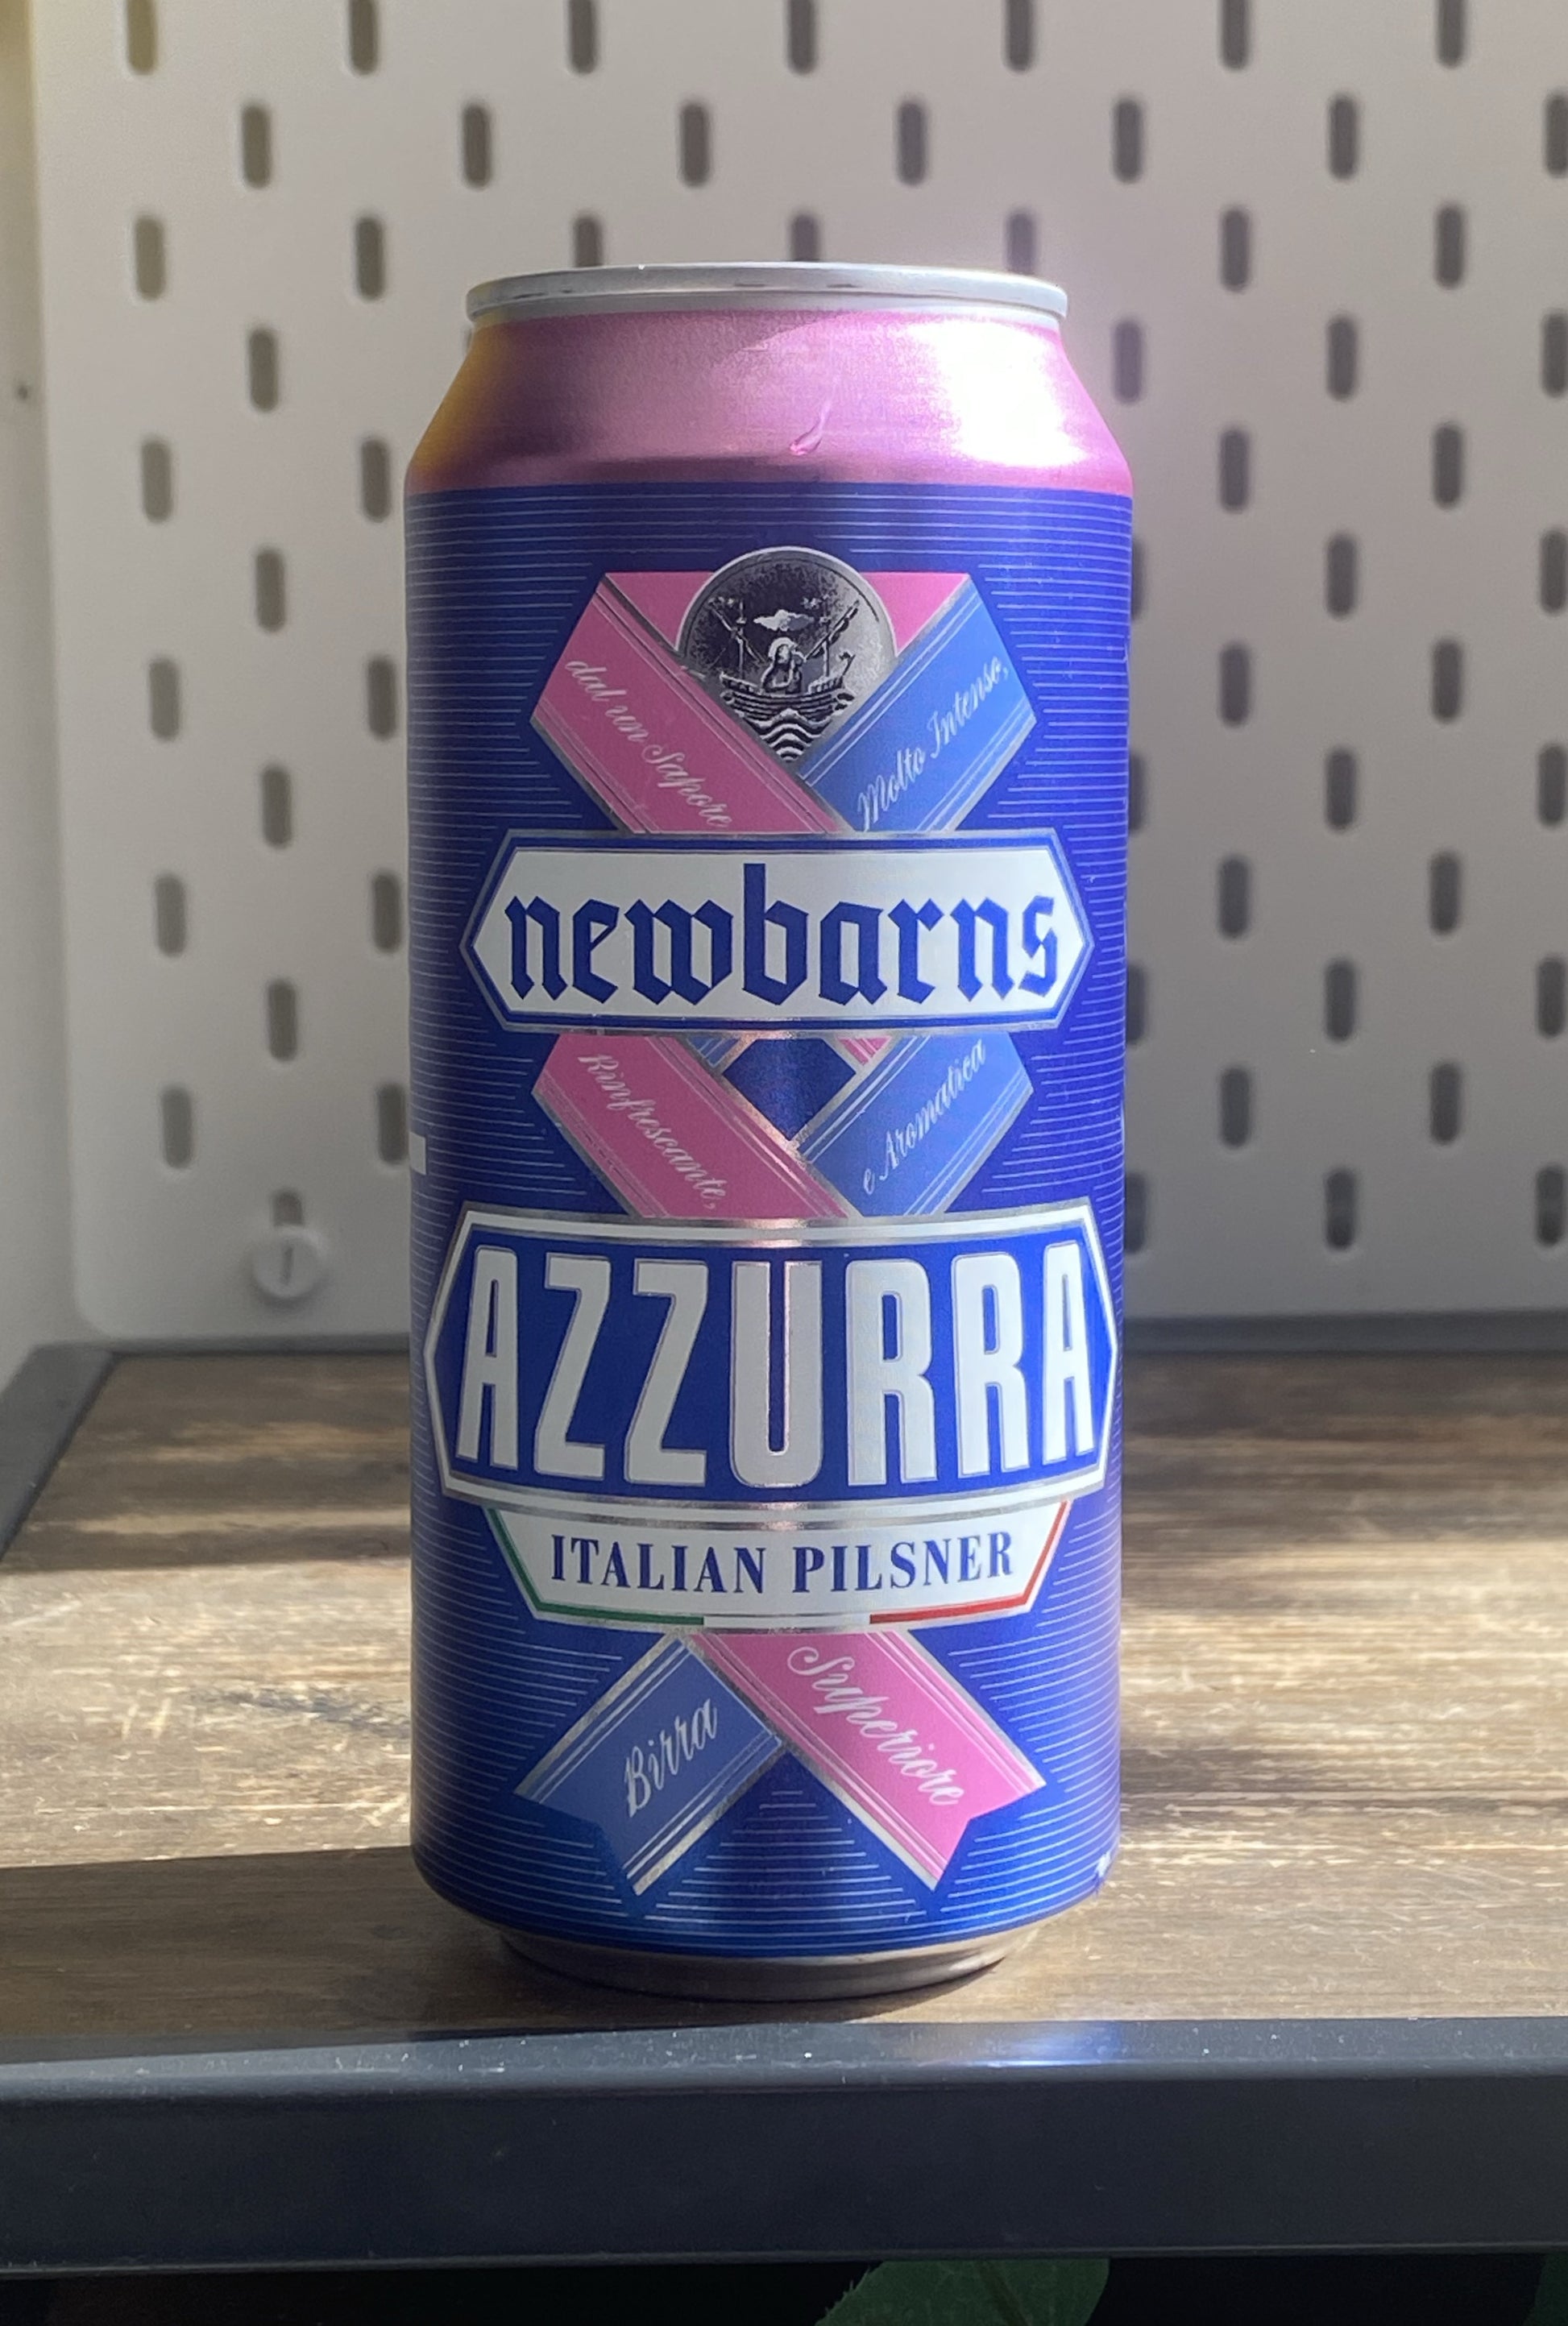 dal un Sapore
Molto Intenso,
newbarns
Rinfrescante,
e Aromatica
AZZURRA
ITALIAN PILSNER
Birra
Superiore